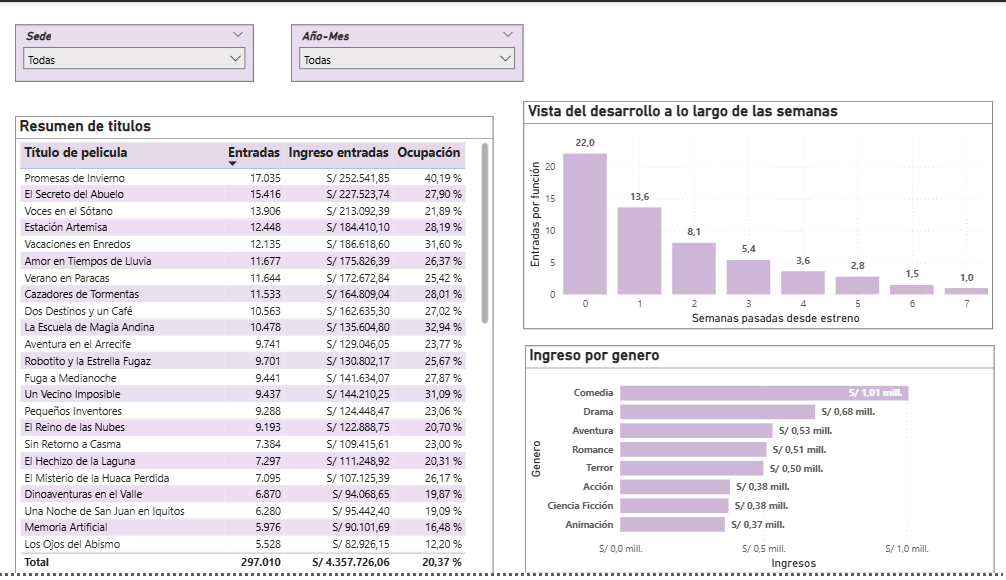 Sede
Todas
Año-Mes
Todas
Resumen de titulos
Título de pelicula Entradas Ingreso entradas Ocupación
Promesas de Invierno 17.035 S/ 252.541,85 40,19 %
El Secreto del Abuelo 15.416 S/ 227.523,74 27,90 %
Voces en el Sótano 13.906 S/ 213.092,39 21,89 %
Estación Artemisa 12.448 S/ 184.410,10 28,19 %
Vacaciones en Enredos 12.135 S/ 186.618,60 31,60 %
Amor en Tiempos de Lluvia 11.677 S/ 175.826,39 26,37 %
Verano en Paracas 11.644 S/ 172.672,84 25,42 %
Cazadores de Tormentas 11.533 S/ 164.809,04 28,01 %
Dos Destinos y un Café 10.563 S/ 162.635,30 27,02 %
La Escuela de Magia Andina 10.478 S/ 135.604,80 32,94 %
Aventura en el Arrecife 9.741 S/ 129.046,05 23,77 %
Robotito y la Estrella Fugaz 9.701 S/ 130.802,17 25,67 %
Fuga a Medianoche 9.441 S/ 141.634,07 27,87 %
Un Vecino Imposible 9.437 S/ 144.210,25 31,09 %
Pequeños Inventores 9.288 S/ 124.448,47 23,06 %
El Reino de las Nubes 9.193 S/ 122.888,75 20,70 %
Sin Retorno a Casma 7.384 S/ 109.415,61 23,00 %
El Hechizo de la Laguna 7.297 S/ 111.248,92 20,31 %
El Misterio de la Huaca Perdida 7.095 S/ 107.125,39 26,17 %
Dinoaventuras en el Valle 6.870 S/ 94.068,65 19,87 %
Una Noche de San Juan en Iquitos 6.280 S/ 95.442,40 19,09 %
Memoria Artificial 5.976 S/ 90.101,69 16,48 %
Los Ojos del Abismo 5.528 S/ 82.926,15 12,20 %
Total 297.010 S/ 4.357.726,06 20,37 %
Vista del desarrollo a lo largo de las semanas
Entradas por función
20
15
10
5
0
22,0
13,6
8,1
5,4
3,6
2,8
1,5
1,0
0 1 2 3 4 5 6 7
Semanas pasadas desde estreno
Ingreso por genero
Genero
Comedia S/ 1,01 mill.
Drama S/ 0,68 mill.
Aventura S/ 0,53 mill.
Romance S/ 0,51 mill.
Terror S/ 0,50 mill.
Acción S/ 0,38 mill.
Ciencia Ficción S/ 0,38 mill.
Animación S/ 0,37 mill.
S/ 0,0 mill. S/ 0,5 mill. S/ 1,0 mill.
Ingresos